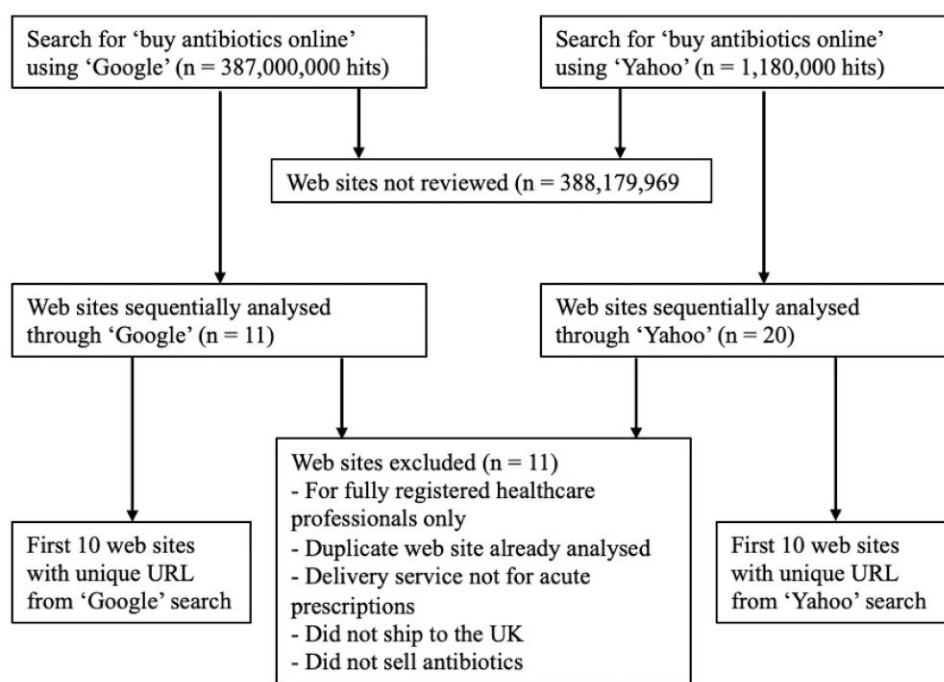 Search for ‘buy antibiotics online’
using ‘Google’ (n = 387,000,000 hits)
Search for ‘buy antibiotics online’
using ‘Yahoo’ (n = 1,180,000 hits)
Web sites not reviewed (n = 388,179,969
Web sites sequentially analysed
through ‘Google’ (n = 11)
Web sites sequentially analysed
through ‘Yahoo’ (n = 20)
Web sites excluded (n = 11)
- For fully registered healthcare
professionals only
- Duplicate web site already analysed
- Delivery service not for acute
prescriptions
- Did not ship to the UK
- Did not sell antibiotics
First 10 web sites
with unique URL
from ‘Google’ search
First 10 web sites
with unique URL
from ‘Yahoo’ search